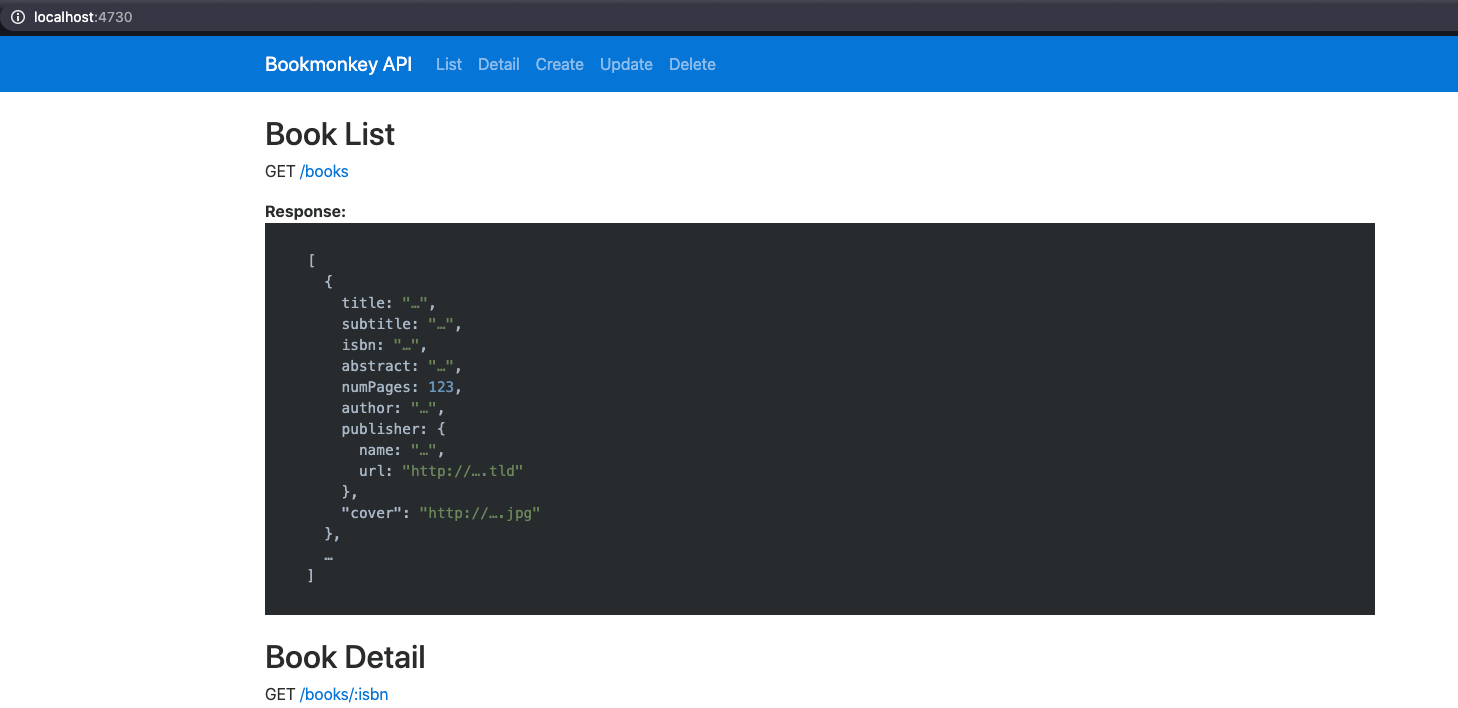 localhost:4730
Bookmonkey API List Detail Create Update Delete
Book List
GET /books
Response:
[
{
title: "…",
subtitle: "…",
isbn: "…",
abstract: "…",
numPages: 123,
author: "…",
publisher: {
name: "…",
url: "http://….tld"
},
"cover": "http://….jpg"
},
…
]
Book Detail
GET /books/:isbn